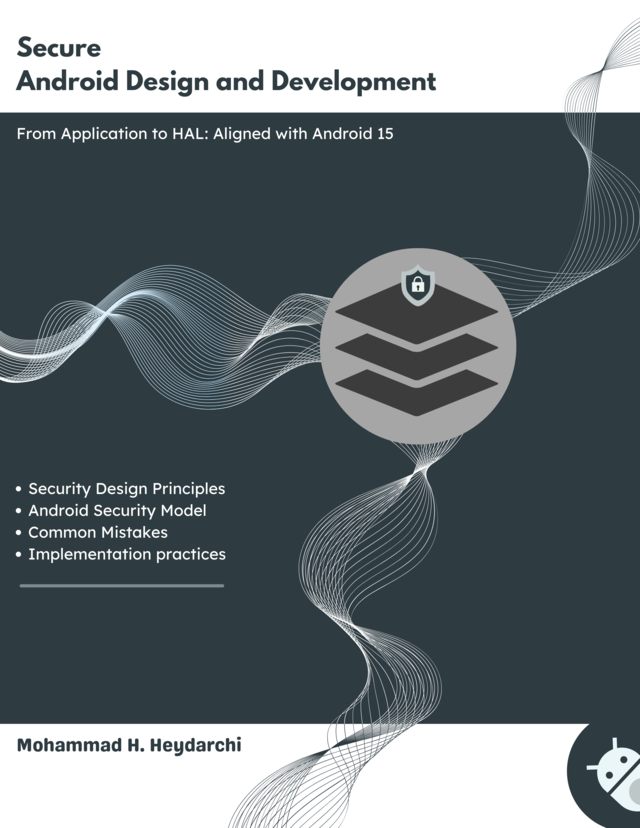 Secure
Android Design and Development
From Application to HAL: Aligned with Android 15
• Security Design Principles
• Android Security Model
• Common Mistakes
• Implementation practices
Mohammad H. Heydarchi